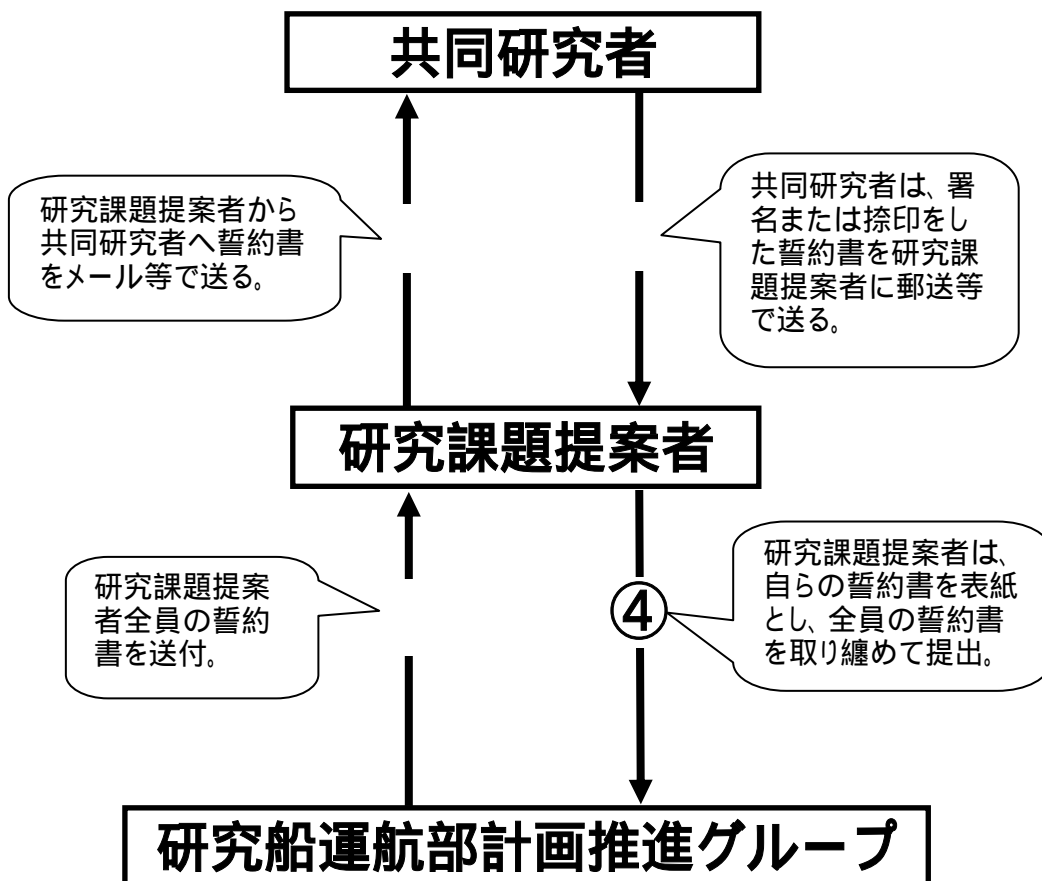 共同研究者
研究課題提案者から
共同研究者へ誓約書
をメール等で送る。
共同研究者は、署
名または捺印をし
た誓約書を研究課
題提案者に郵送等
で送る。
研究課題提案者
研究課題提案
者全員の誓約
書を送付。
④
研究課題提案者は、
自らの誓約書を表紙
とし、全員の誓約書
を取り纏めて提出。
研究船運航部計画推進グループ